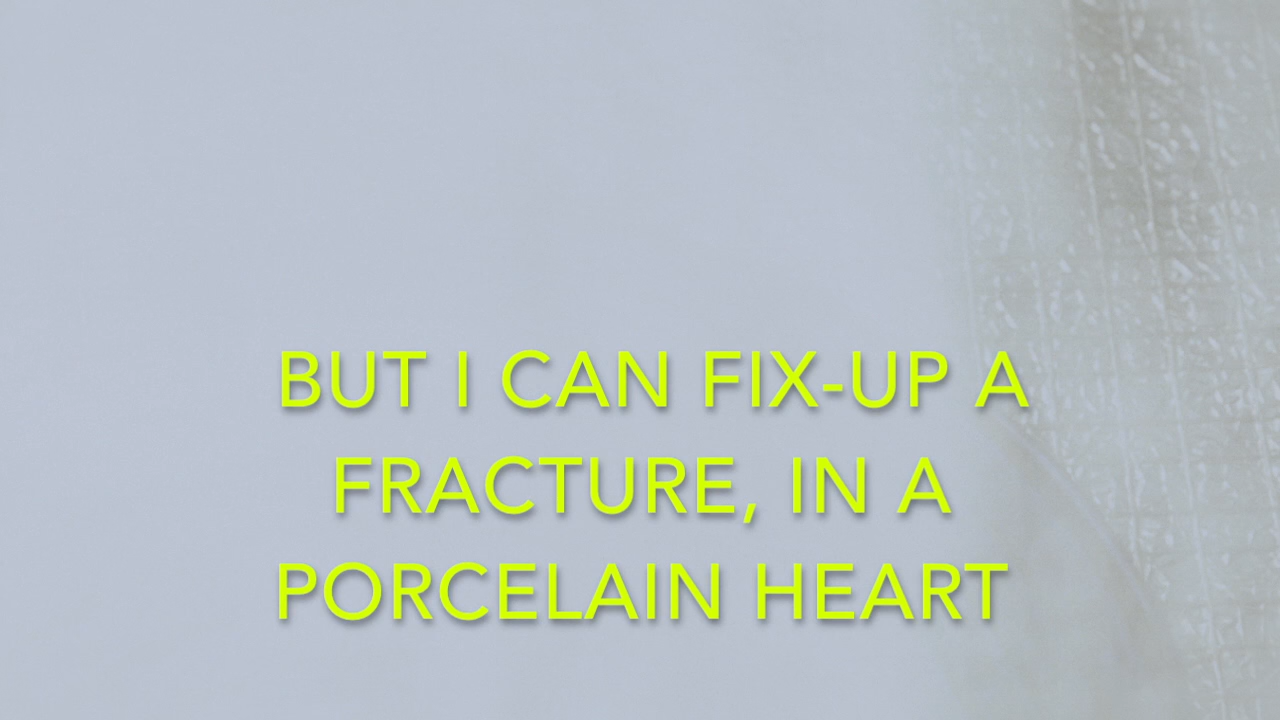 BUT I CAN FIX-UP A
FRACTURE, IN A
PORCELAIN HEART